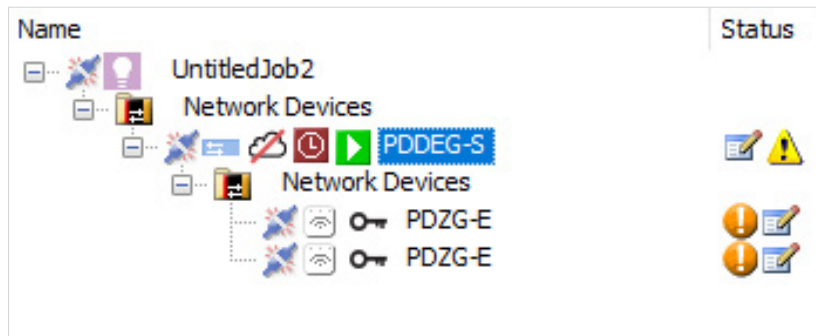 Name Status
UntitledJob2
Network Devices
PDDEG-S
Network Devices
PDZG-E
PDZG-E